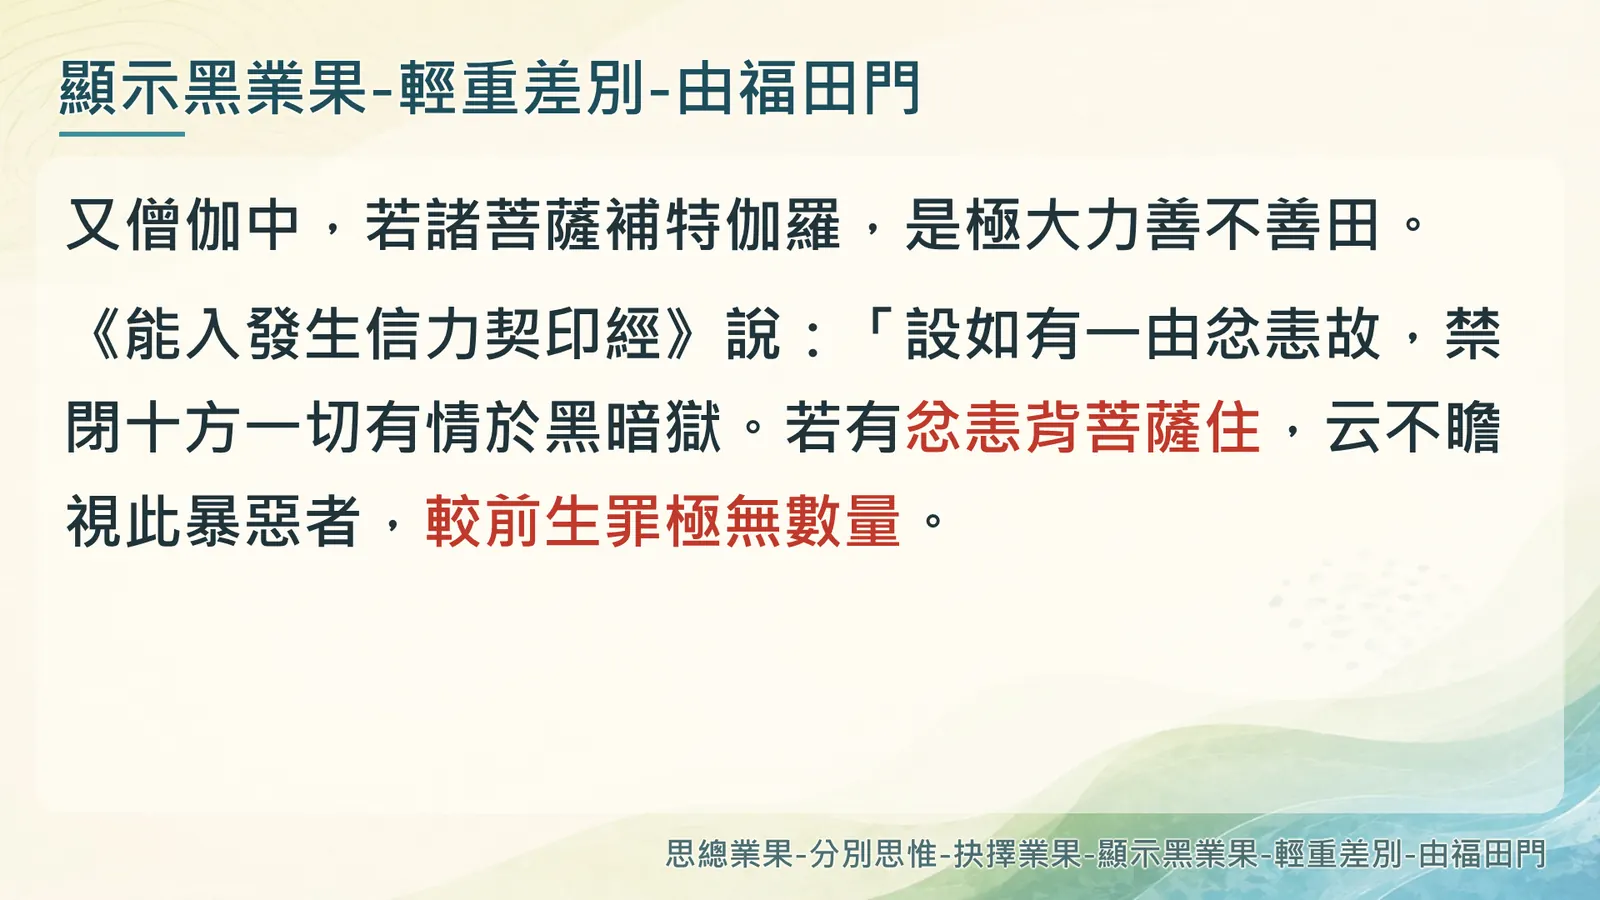 顯示黑業果-輕重差別-由福田門
又僧伽中，若諸菩薩補特伽羅，是極大力善不善田。
《能入發生信力契印經》說：「設如有一由忿恚故，禁
閉十方一切有情於黑暗獄。若有忿恚背菩薩住，云不瞻
視此暴惡者，較前生罪極無數量。
思總業果-分別思惟-抉擇業果-顯示黑業果-輕重差別-由福田門